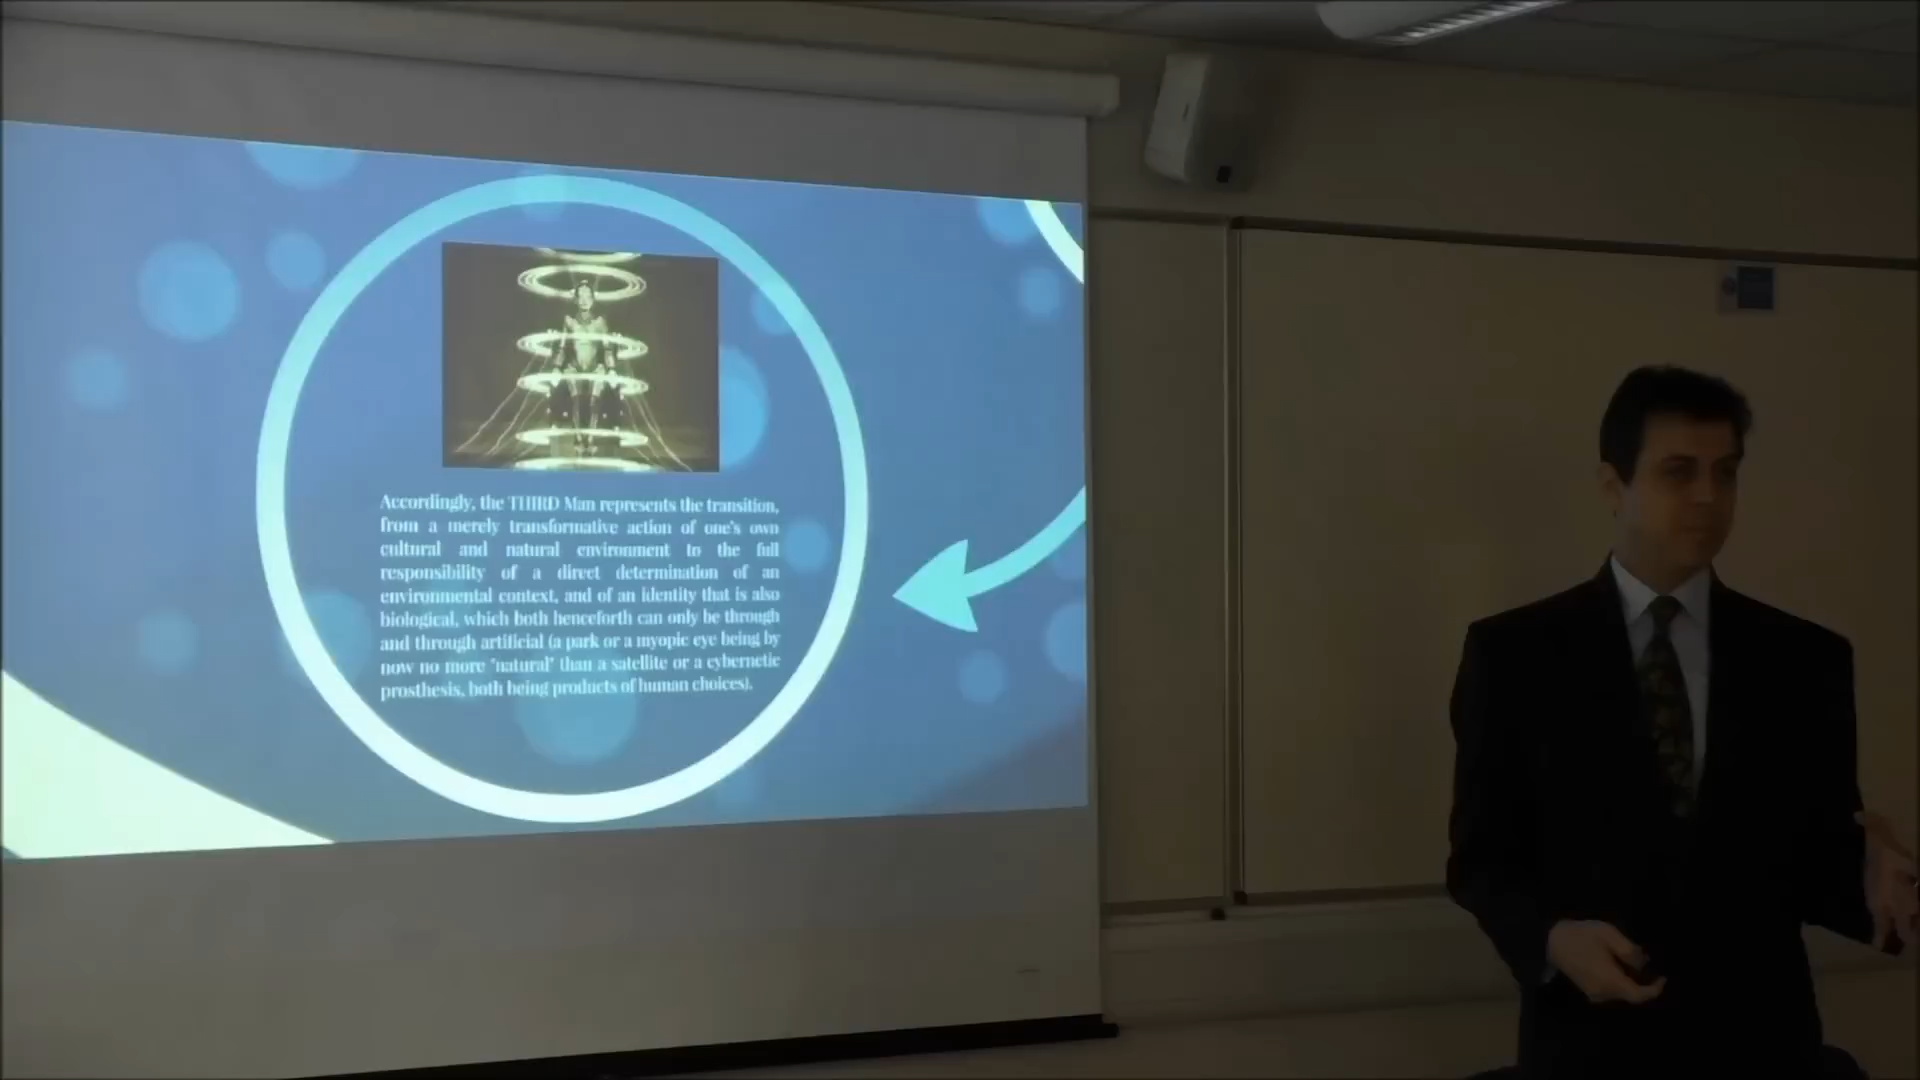 Accordingly, the THIRD Man represents the transition,
from a merely transformative action of one's own
cultural and natural environment to the full
responsibility of a direct determination of an
environmental context, and of an identity that is also
biological, which both henceforth can only be through
and through artificial (a park or a myopic eye being by
now no more "natural" than a satellite or a cybernetic
prosthesis, both being products of human choices).